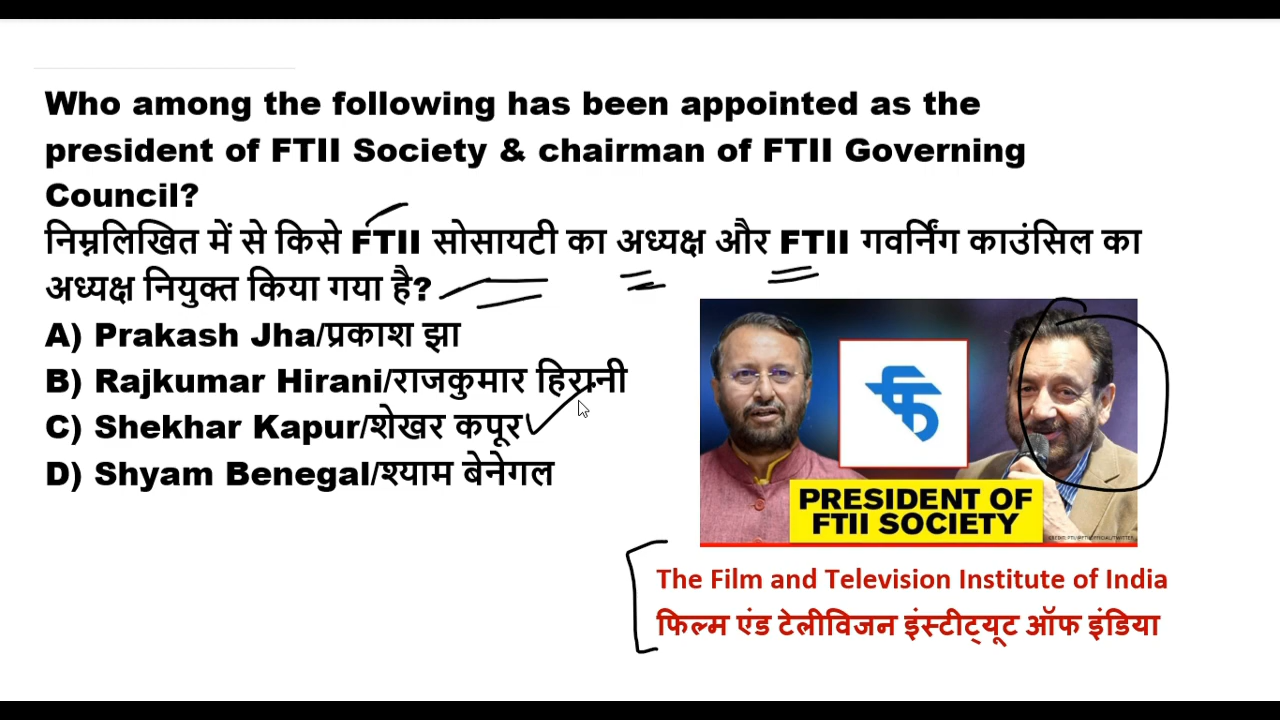 Who among the following has been appointed as the
president of FTII Society & chairman of FTII Governing
Council?
निम्नलिखित में से किसे FTII सोसायटी का अध्यक्ष और FTII गवर्निंग काउंसिल का
अध्यक्ष नियुक्त किया गया है?
A) Prakash Jha/प्रकाश झा
B) Rajkumar Hirani/राजकुमार हिरानी
C) Shekhar Kapur/शेखर कपूर
D) Shyam Benegal/श्याम बेनेगल
PRESIDENT OF
FTII SOCIETY
The Film and Television Institute of India
फिल्म एंड टेलीविजन इंस्टीट्यूट ऑफ इंडिया